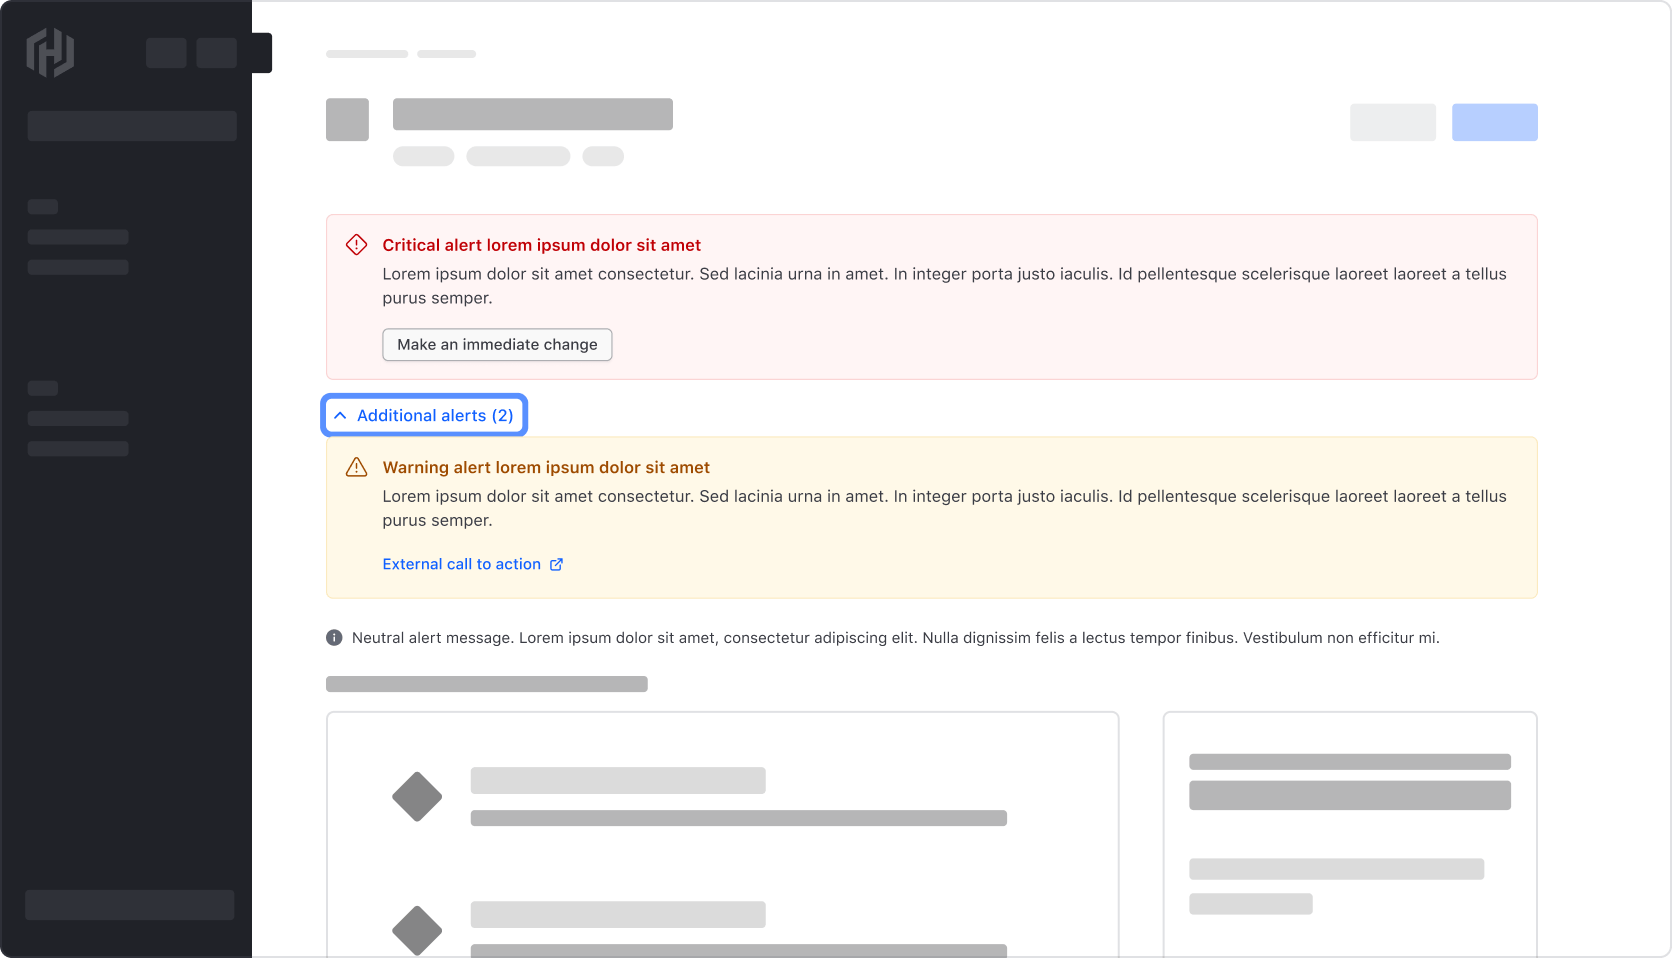 Critical alert lorem ipsum dolor sit amet
Lorem ipsum dolor sit amet consectetur. Sed lacinia urna in amet. In integer porta justo iaculis. Id pellentesque scelerisque laoreet laoreet a tellus
purus semper.
Make an immediate change
Additional alerts (2)
Warning alert lorem ipsum dolor sit amet
Lorem ipsum dolor sit amet consectetur. Sed lacinia urna in amet. In integer porta justo iaculis. Id pellentesque scelerisque laoreet laoreet a tellus
purus semper.
External call to action
Neutral alert message. Lorem ipsum dolor sit amet, consectetur adipiscing elit. Nulla dignissim felis a lectus tempor finibus. Vestibulum non efficitur mi.